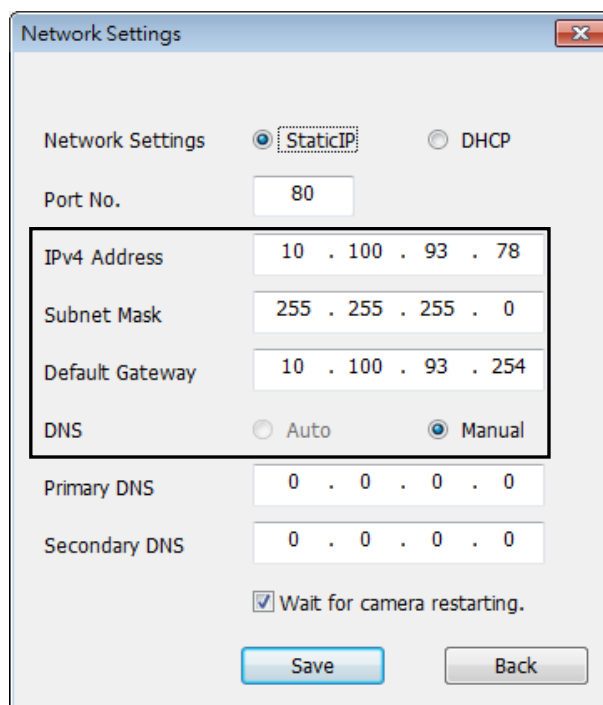 Network Settings
Network Settings StaticIP DHCP
Port No. 80
IPv4 Address 10 . 100 . 93 . 78
Subnet Mask 255 . 255 . 255 . 0
Default Gateway 10 . 100 . 93 . 254
DNS Auto Manual
Primary DNS 0 . 0 . 0 . 0
Secondary DNS 0 . 0 . 0 . 0
Wait for camera restarting.
Save Back